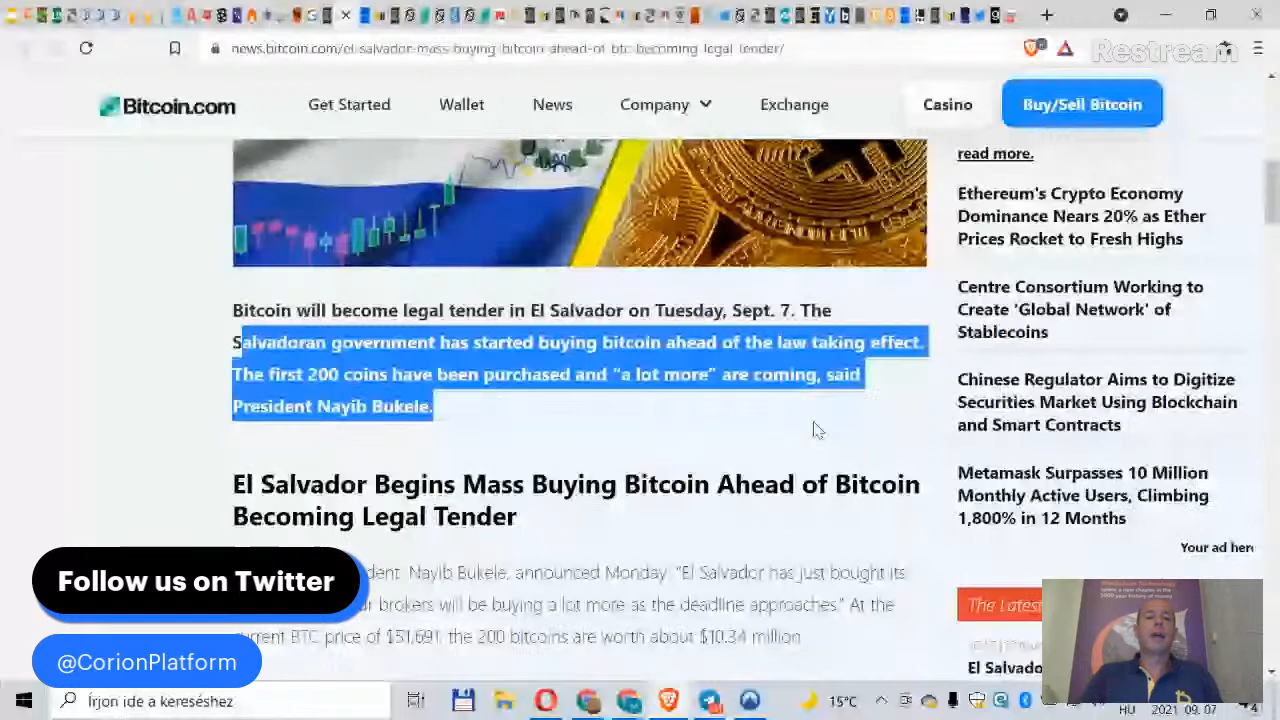 news.bitcoin.com/el-salvador-mass-buying-bitcoin-ahead-of-btc-becoming-legal-tender/
Restream
Bitcoin.com
Get Started
Wallet
News
Company
Exchange
Casino
Buy/Sell Bitcoin
read more.
Ethereum's Crypto Economy
Dominance Nears 20% as Ether
Prices Rocket to Fresh Highs
Centre Consortium Working to
Create 'Global Network' of
Stablecoins
Chinese Regulator Aims to Digitize
Securities Market Using Blockchain
and Smart Contracts
Metamask Surpasses 10 Million
Monthly Active Users, Climbing
1,800% in 12 Months
Your ad here
The Latest
El Salvado
Bitcoin will become legal tender in El Salvador on Tuesday, Sept. 7. The
Salvadoran government has started buying bitcoin ahead of the law taking effect.
The first 200 coins have been purchased and “a lot more” are coming, said
President Nayib Bukele.
El Salvador Begins Mass Buying Bitcoin Ahead of Bitcoin
Becoming Legal Tender
dent, Nayib Bukele, announced Monday: “El Salvador has just bought its
be buying a lot more as the deadline approaches.” At the
current BTC price of $51,691, the 200 bitcoins are worth about $10.34 million
Follow us on Twitter
@CorionPlatform
Írjon ide a kereséshez
15°C
HU
2021. 09. 07